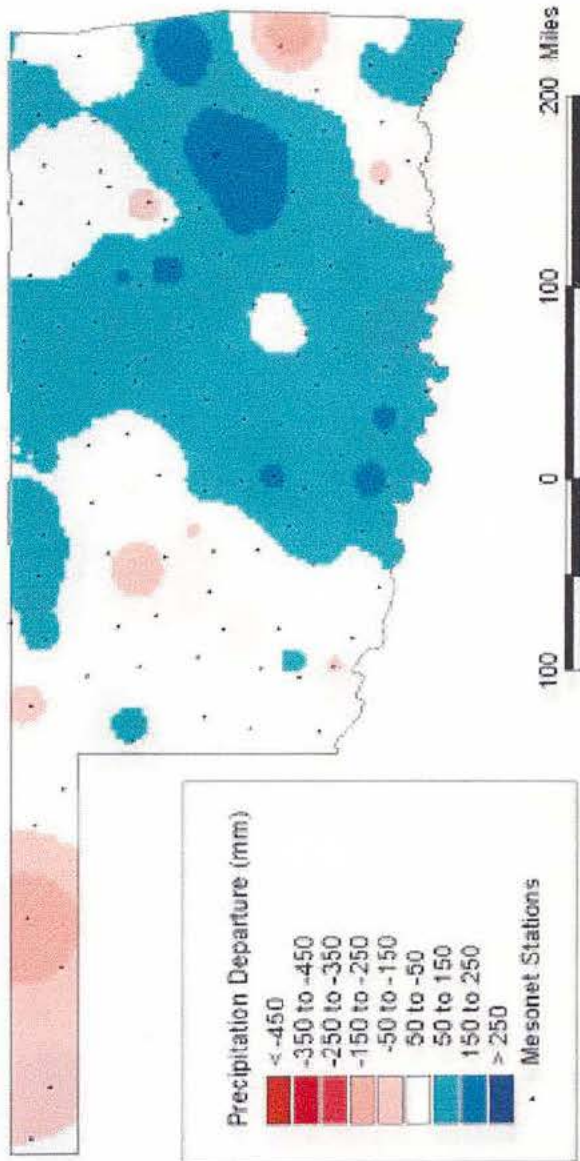 Precipitation Departure (mm)
< -450
-350 to -450
-250 to -350
-150 to -250
-50 to -150
50 to -50
50 to 150
150 to 250
> 250
Mesonet Stations
100 0 100 200 Miles